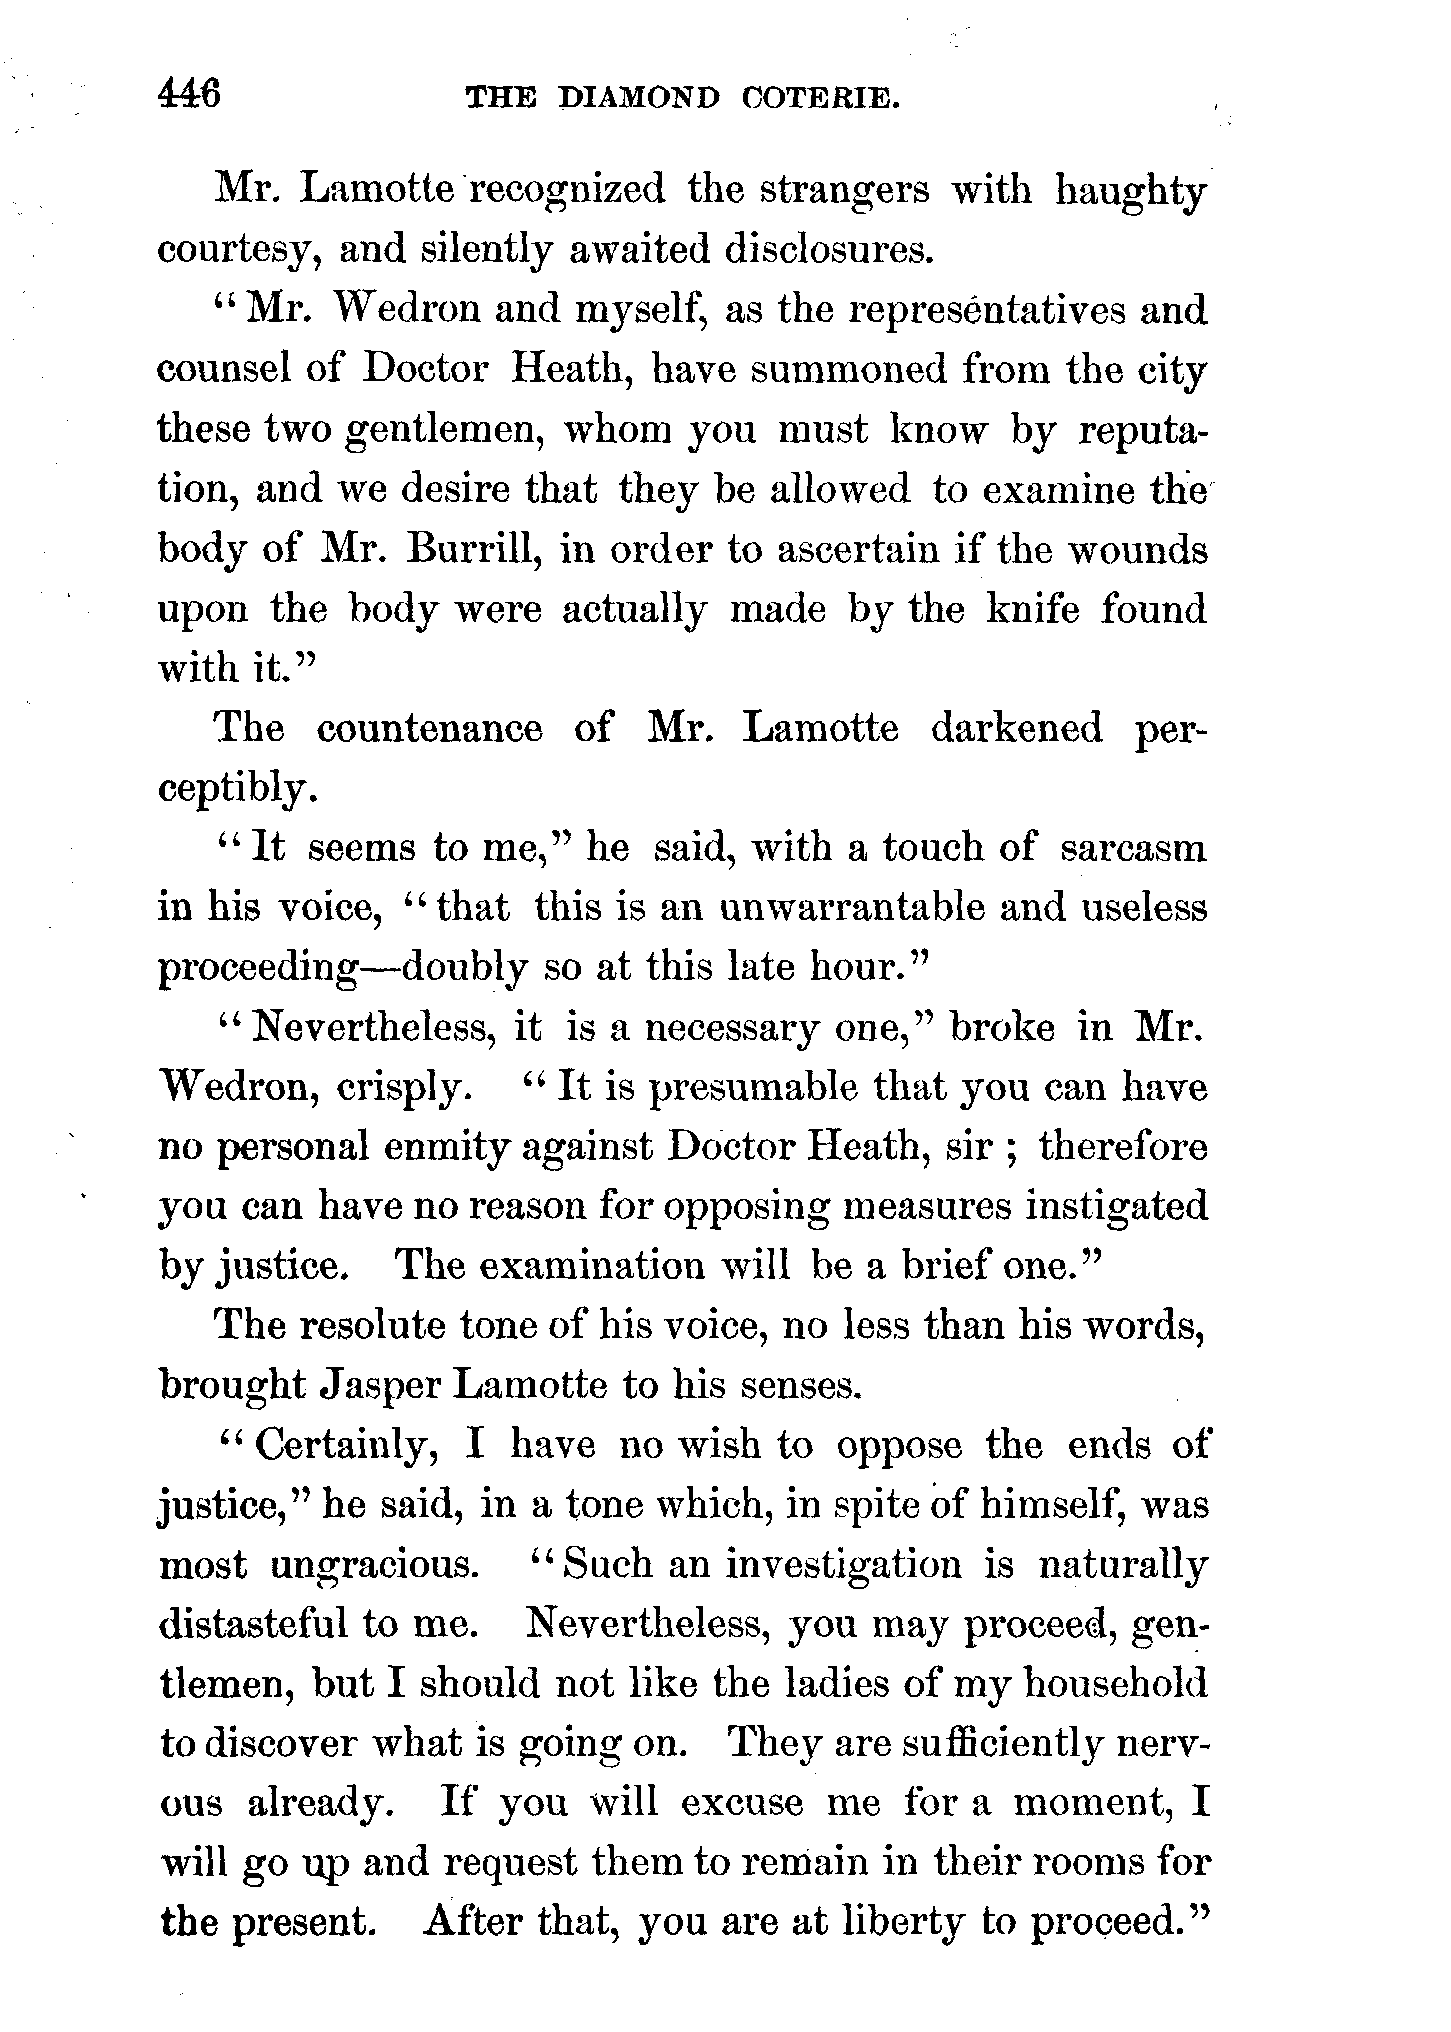 446 THE DIAMOND COTERIE.
Mr. Lamotte recognized the strangers with haughty
courtesy, and silently awaited disclosures.
“Mr. Wedron and myself, as the representatives and
counsel of Doctor Heath, have summoned from the city
these two gentlemen, whom you must know by reputa-
tion, and we desire that they be allowed to examine the
body of Mr. Burrill, in order to ascertain if the wounds
upon the body were actually made by the knife found
with it.”
The countenance of Mr. Lamotte darkened per-
ceptibly.
“It seems to me,” he said, with a touch of sarcasm
in his voice, “that this is an unwarrantable and useless
proceeding—doubly so at this late hour.”
“Nevertheless, it is a necessary one,” broke in Mr.
Wedron, crisply. “It is presumable that you can have
no personal enmity against Doctor Heath, sir; therefore
you can have no reason for opposing measures instigated
by justice. The examination will be a brief one.”
The resolute tone of his voice, no less than his words,
brought Jasper Lamotte to his senses.
“Certainly, I have no wish to oppose the ends of
justice,” he said, in a tone which, in spite of himself, was
most ungracious. “Such an investigation is naturally
distasteful to me. Nevertheless, you may proceed, gen-
tlemen, but I should not like the ladies of my household
to discover what is going on. They are sufficiently nerv-
ous already. If you will excuse me for a moment, I
will go up and request them to remain in their rooms for
the present. After that, you are at liberty to proceed.”